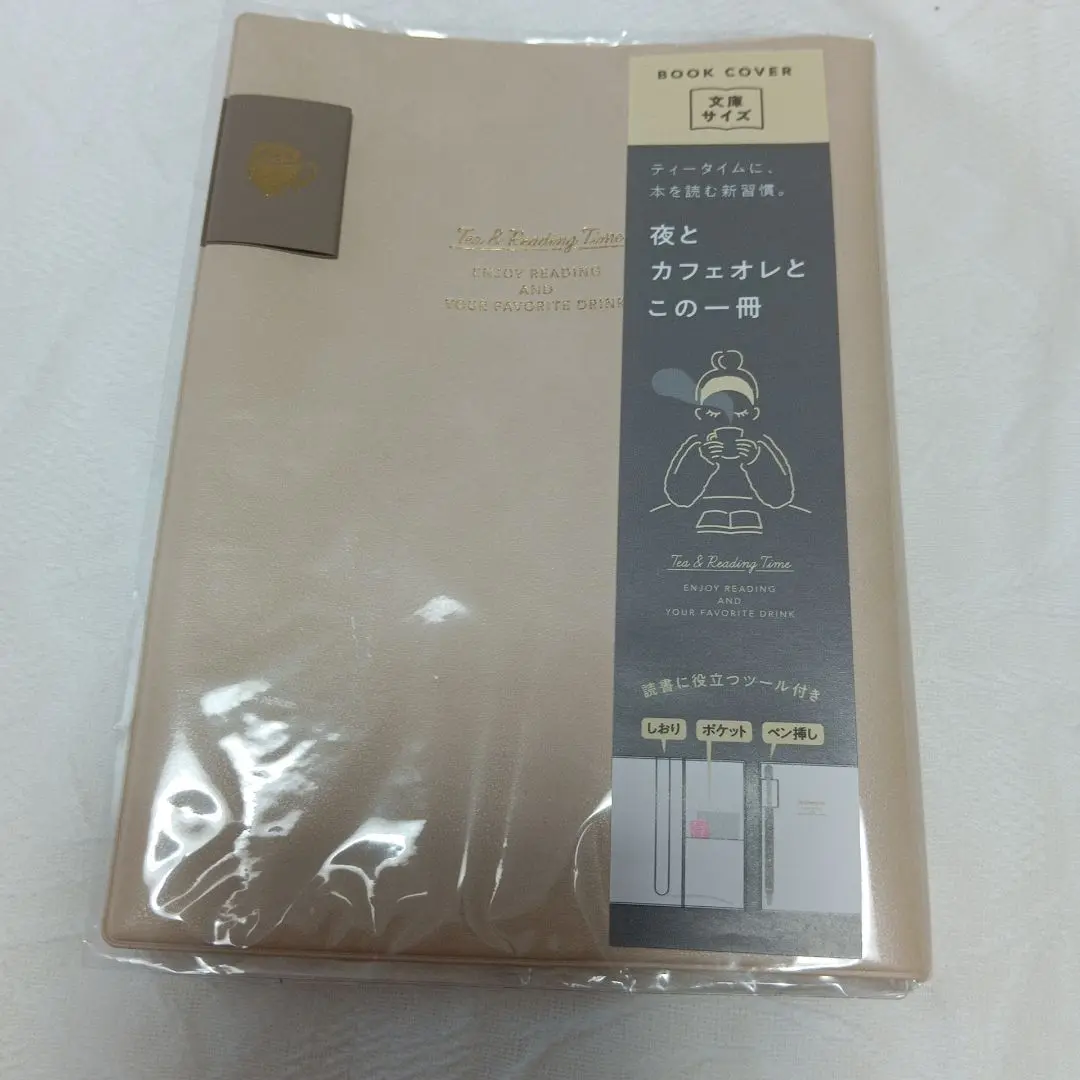 Tea & Reading Time
ENJOY READING
AND
YOUR FAVORITE DRINK
BOOK COVER
文庫
サイズ
ティータイムに、
本を読む新習慣。
夜と
カフェオレと
この一冊
Tea & Reading Time
ENJOY READING
AND
YOUR FAVORITE DRINK
読書に役立つツール付き
しおり
ポケット
ペン挿し